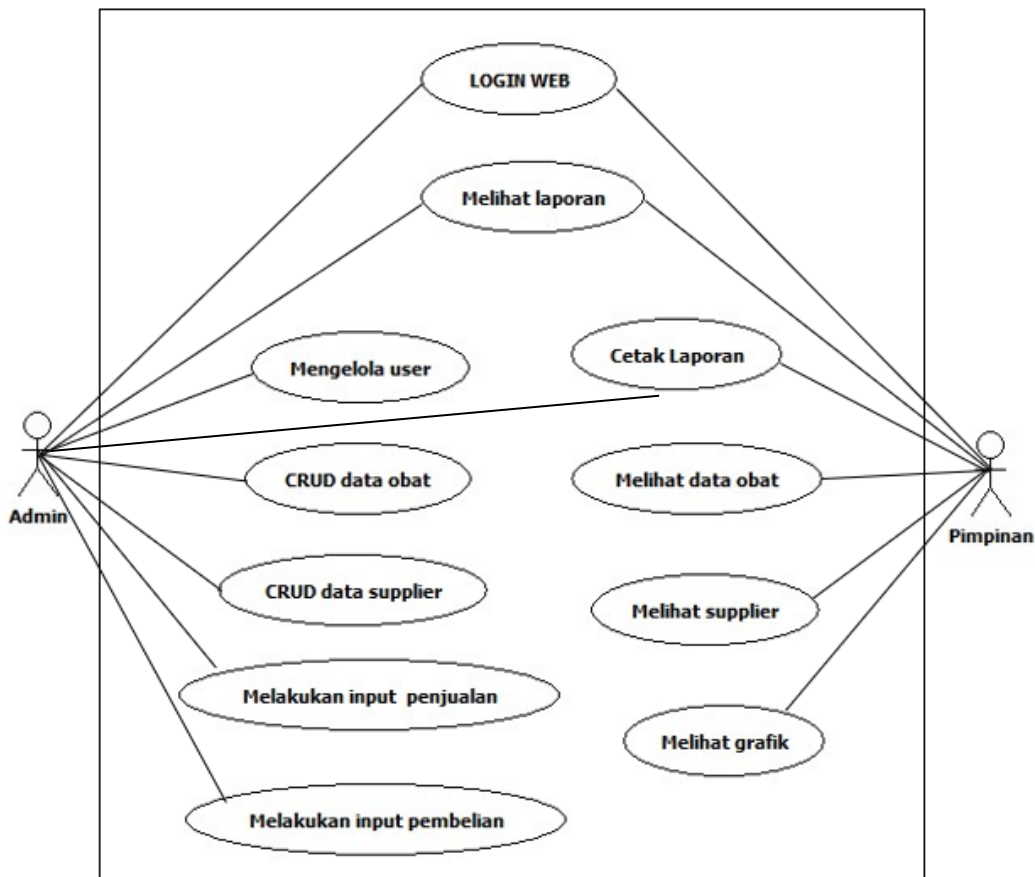 LOGIN WEB
Melihat laporan
Mengelola user
Cetak Laporan
CRUD data obat
Melihat data obat
Admin
Pimpinan
CRUD data supplier
Melihat supplier
Melakukan input penjualan
Melihat grafik
Melakukan input pembelian